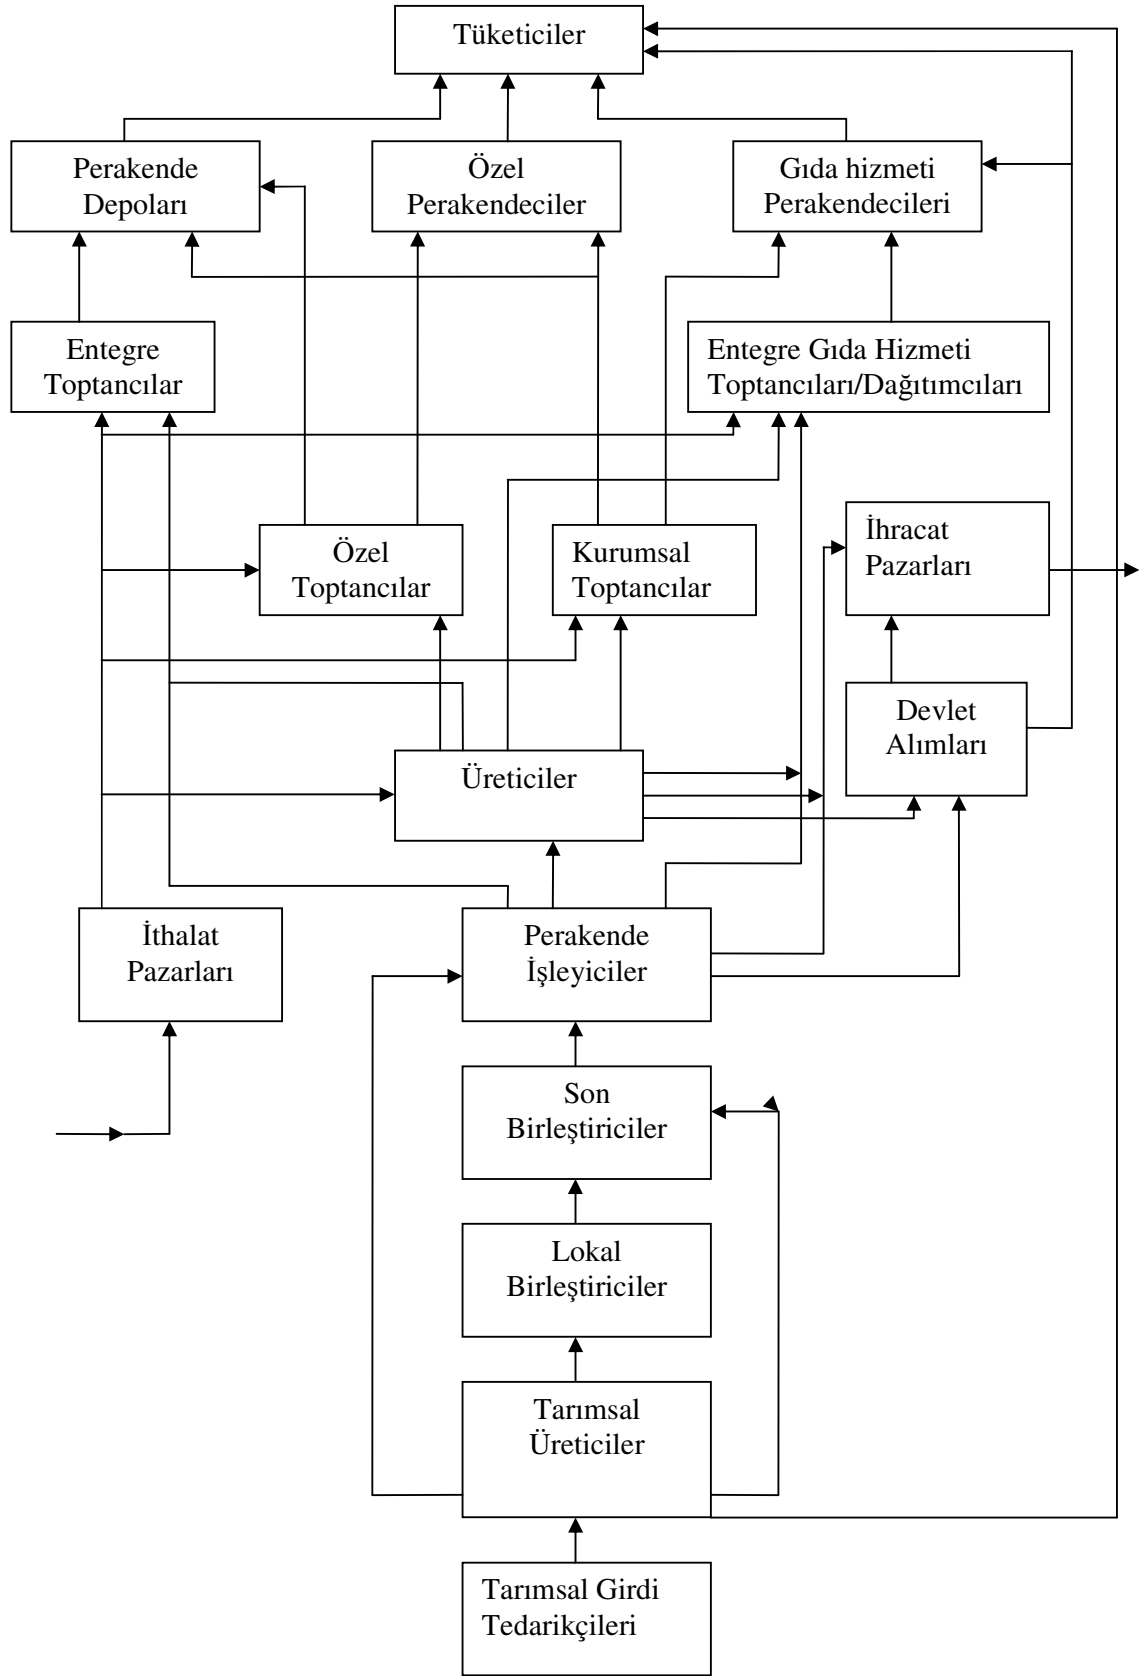 Tüketiciler
Perakende
Depoları
Özel
Perakendeciler
Gıda hizmeti
Perakendecileri
Entegre
Toptancılar
Entegre Gıda Hizmeti
Toptancıları/Dağıtımcıları
Özel
Toptancılar
Kurumsal
Toptancılar
İhracat
Pazarları
Devlet
Alımları
Üreticiler
İthalat
Pazarları
Perakende
İşleyiciler
Son
Birleştiriciler
Lokal
Birleştiriciler
Tarımsal
Üreticiler
Tarımsal Girdi
Tedarikçileri